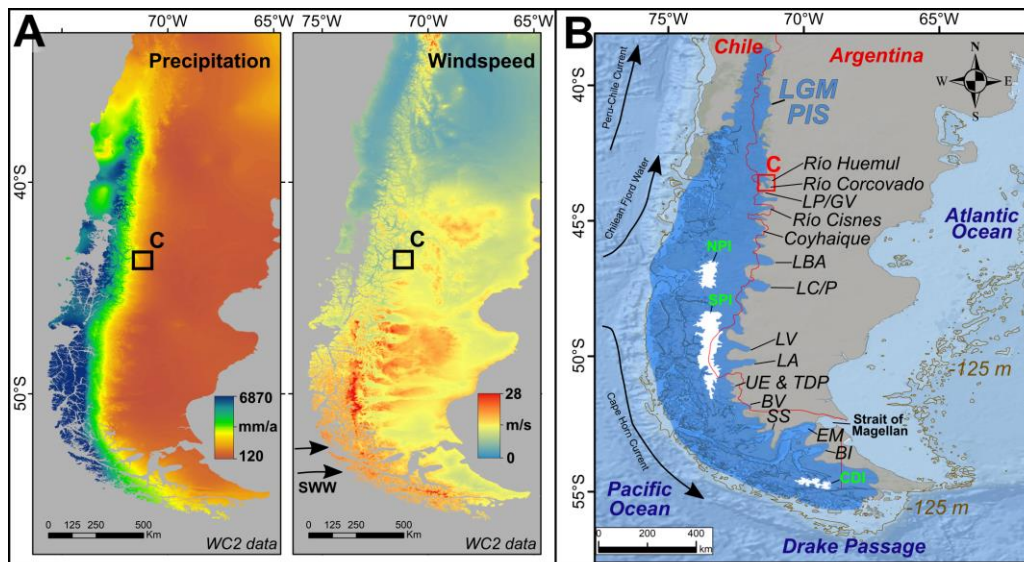 A
70°W
65°W
75°W
70°W
65°W
Precipitation
Windspeed
40°S
50°S
C
C
6870
mm/a
120
28
m/s
0
SWW
0 125 250 500
Km
0 125 250 500
Km
WC2 data
WC2 data
B
75°W
70°W
65°W
40°S
45°S
50°S
55°S
Chile
Argentina
N
W
E
S
LGM
PIS
Peru-Chile Current
Chilean Fjord Water
Cape Horn Current
C
Río Huemul
Río Corcovado
LP/GV
Río Cisnes
Coyhaique
LBA
LC/P
NPI
SPI
LV
LA
UE & TDP
BV
SS
Strait of
Magellan
EM
BI
CDI
Atlantic
Ocean
-125 m
-125 m
Pacific
Ocean
Drake Passage
0 200 400
km